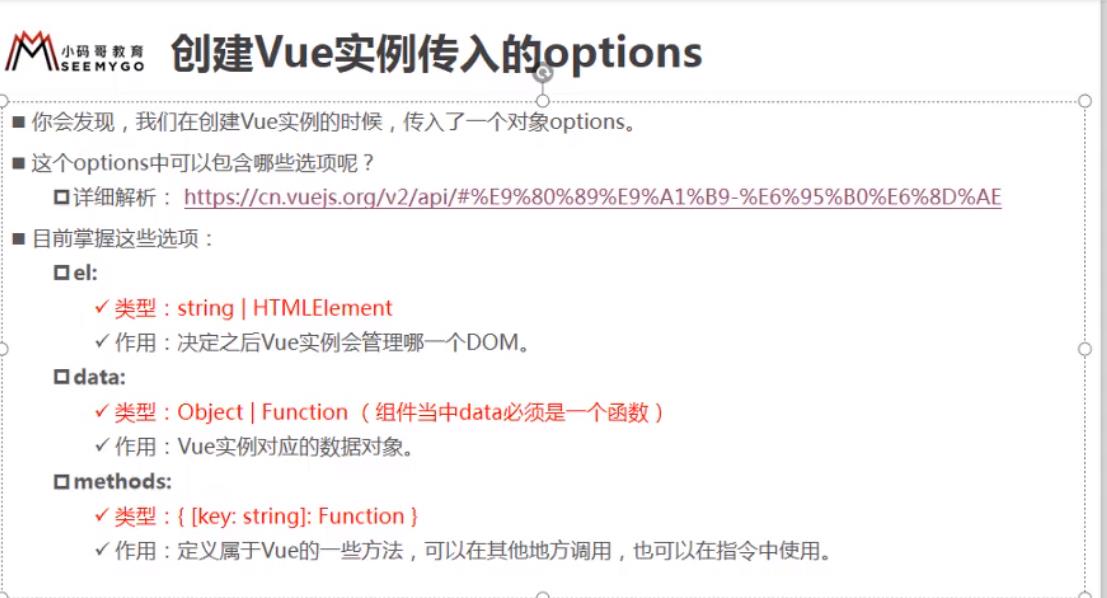 小码哥教育
SEEMYGO
创建Vue实例传入的options
■ 你会发现，我们在创建Vue实例的时候，传入了一个对象options。
■ 这个options中可以包含哪些选项呢？
详细解析： https://cn.vuejs.org/v2/api/#%E9%80%89%E9%A1%B9-%E6%95%B0%E6%8D%AE
■ 目前掌握这些选项：
el:
✓ 类型：string | HTMLElement
✓ 作用：决定之后Vue实例会管理哪一个DOM。
data:
✓ 类型：Object | Function （组件当中data必须是一个函数）
✓ 作用：Vue实例对应的数据对象。
methods:
✓ 类型：{ [key: string]: Function }
✓ 作用：定义属于Vue的一些方法，可以在其他地方调用，也可以在指令中使用。